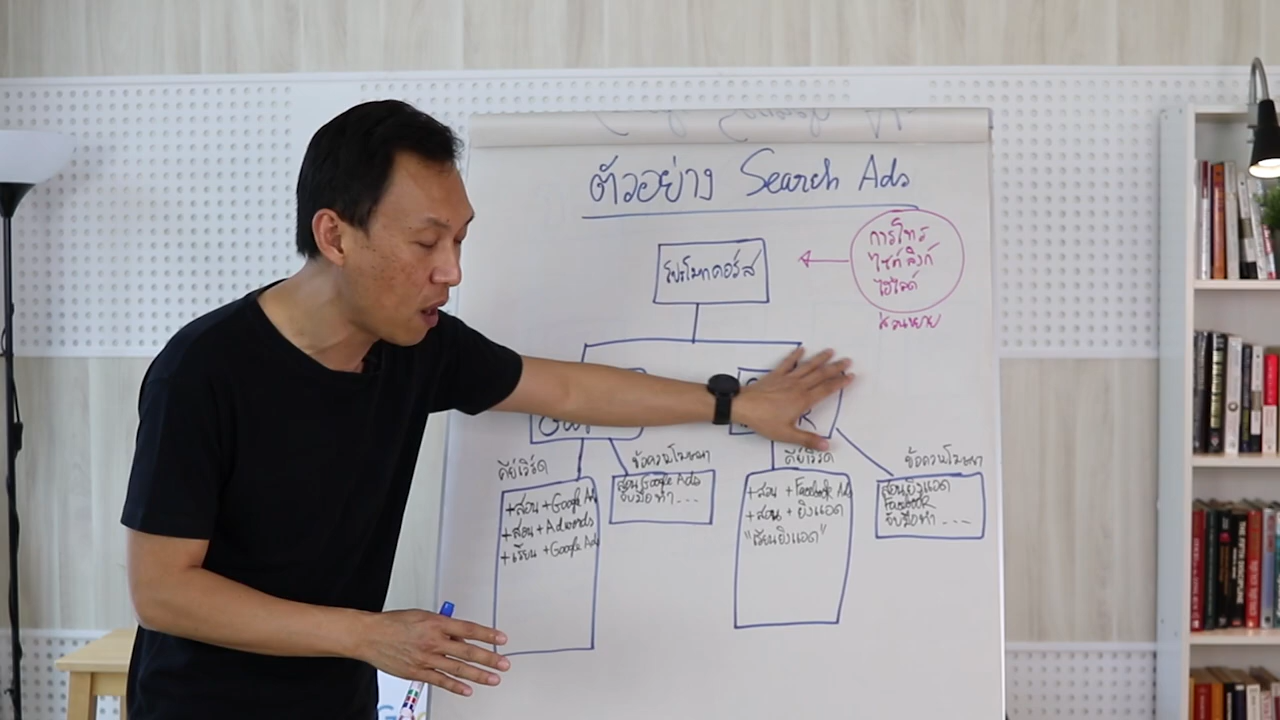 ตัวอย่าง Search Ads
โปรโมทคอร์ส
การโทร
ไซต์ลิงก์
ไฮไลต์
ส่วนขยาย
คีย์เวิร์ด
+สอน +Google Ads
+สอน +Adwords
+เรียน +Google Ads
ข้อความโฆษณา
สอน Google Ads
จับมือทำ ---
คีย์เวิร์ด
+สอน +Facebook Ads
+สอน + ยิงแอด
"เรียนยิงแอด"
ข้อความโฆษณา
สอนยิงแอด
Facebook
จับมือทำ ---